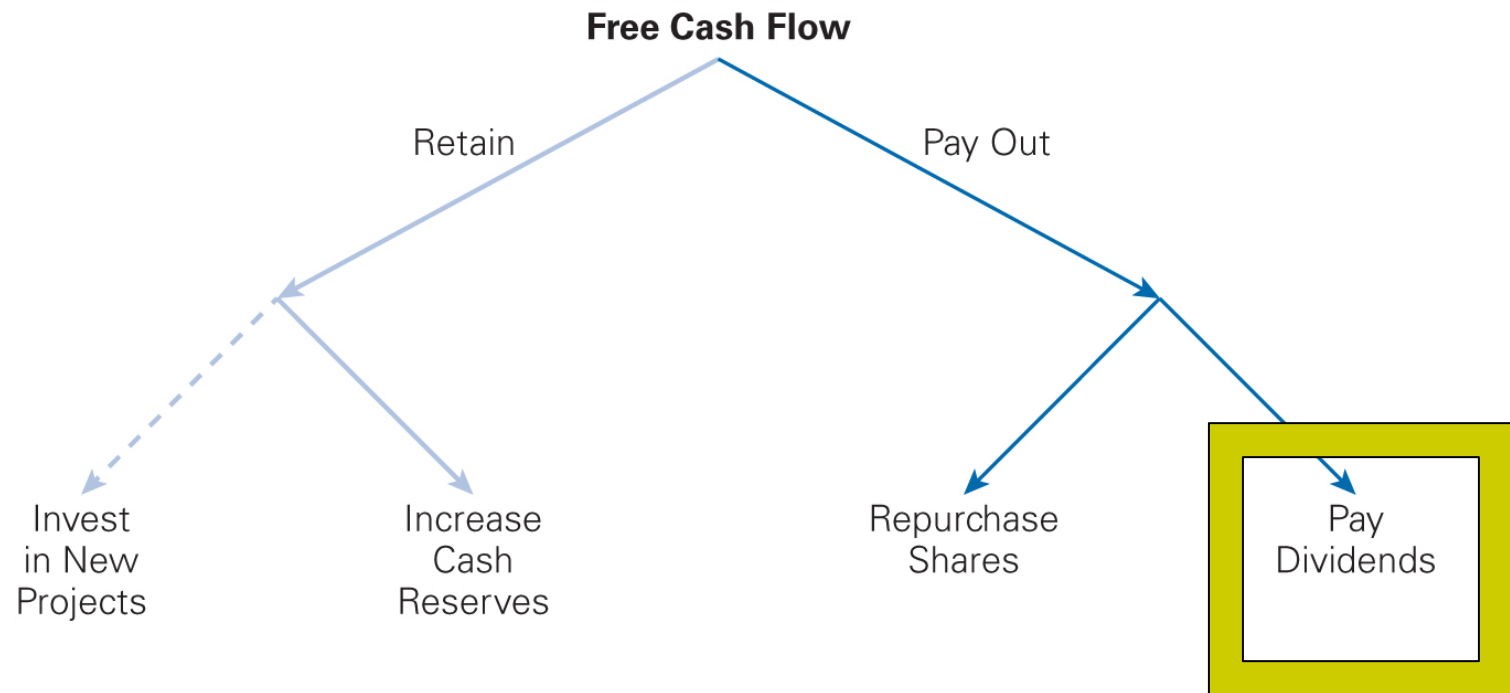 Free Cash Flow
Retain
Pay Out
Invest
in New
Projects
Increase
Cash
Reserves
Repurchase
Shares
Pay
Dividends